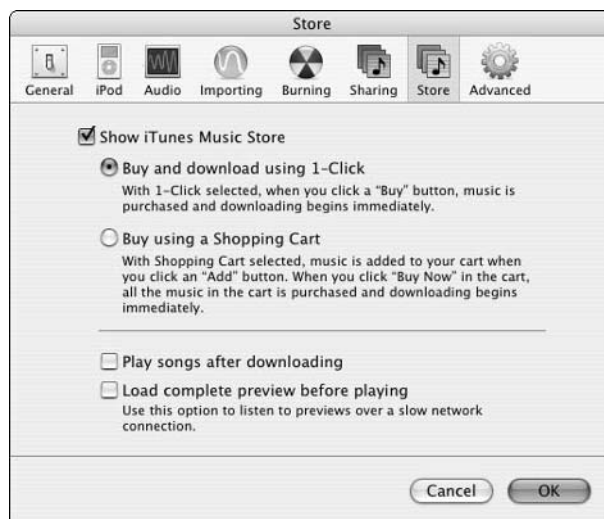 Store
General iPod Audio Importing Burning Sharing Store Advanced
Show iTunes Music Store
Buy and download using 1-Click
With 1-Click selected, when you click a “Buy” button, music is
purchased and downloading begins immediately.
Buy using a Shopping Cart
With Shopping Cart selected, music is added to your cart when
you click an “Add” button. When you click “Buy Now” in the cart,
all the music in the cart is purchased and downloading begins
immediately.
Play songs after downloading
Load complete preview before playing
Use this option to listen to previews over a slow network
connection.
Cancel OK